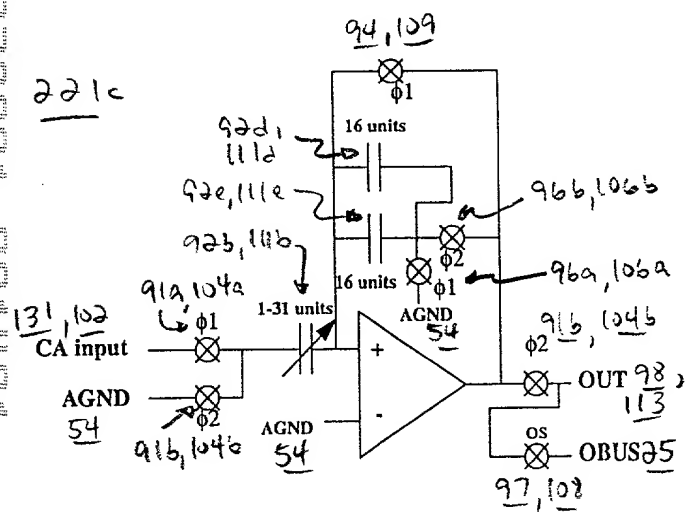 94, 109
φ1
221c
92d, 111d
16 units
92e, 111e
96b, 106b
92b, 111b
φ2
91a, 104a
96a, 106a
φ1
16 units
1-31 units
AGND
54
131, 102
φ1
91b, 104b
CA input
+
φ2
OUT 98, 113
AGND
54
φ2
-
AGND
54
91b, 104b
OS
OBUS 25
97, 108